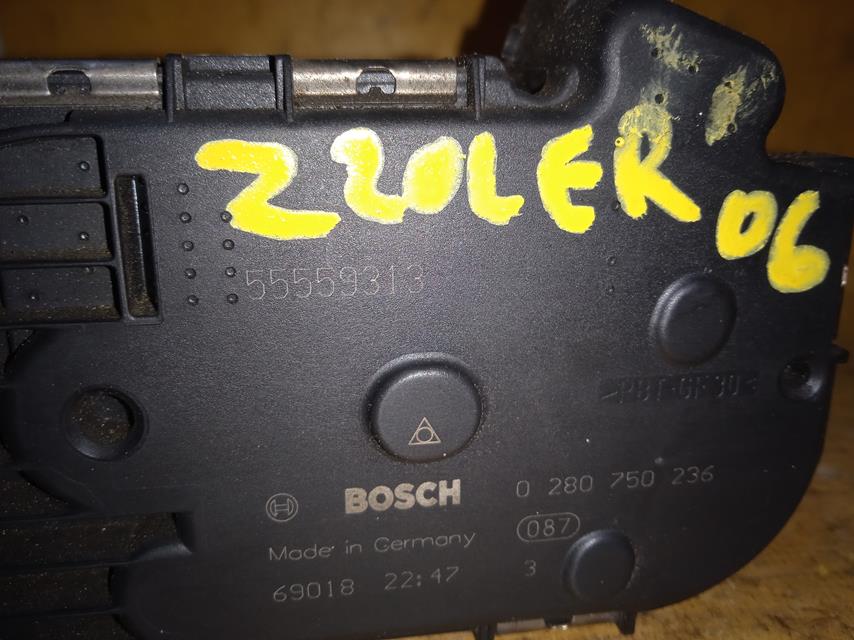 Z20LER
06
55559313
>PBT-GF30<
BOSCH 0 280 750 236
087
Made in Germany
69018 22:47 3